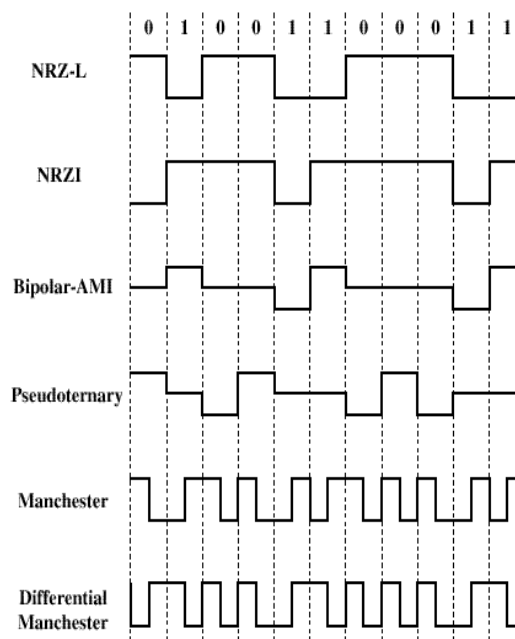 0 1 0 0 1 1 0 0 0 1 1
NRZ-L
NRZI
Bipolar-AMI
Pseudoternary
Manchester
Differential
Manchester